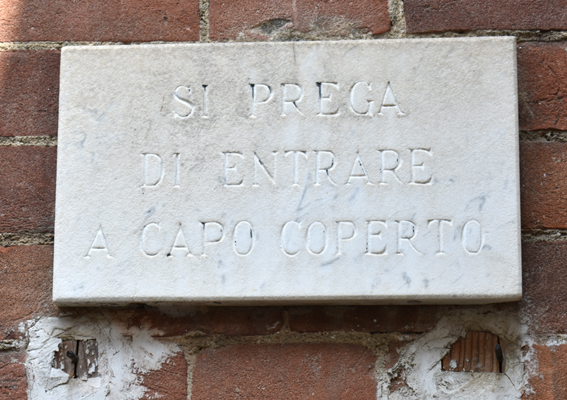 SI PREGA
DI ENTRARE
A CAPO COPERTO